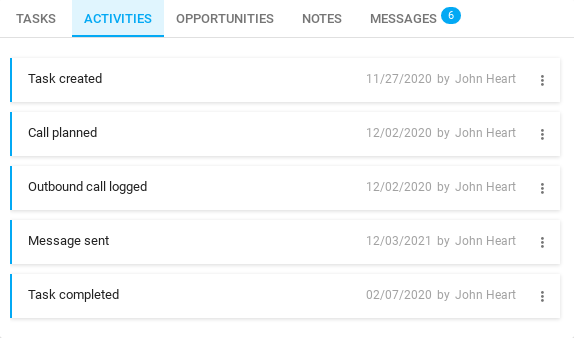 TASKS ACTIVITIES OPPORTUNITIES NOTES MESSAGES 6
Task created 11/27/2020 by John Heart
Call planned 12/02/2020 by John Heart
Outbound call logged 12/02/2020 by John Heart
Message sent 12/03/2021 by John Heart
Task completed 02/07/2020 by John Heart